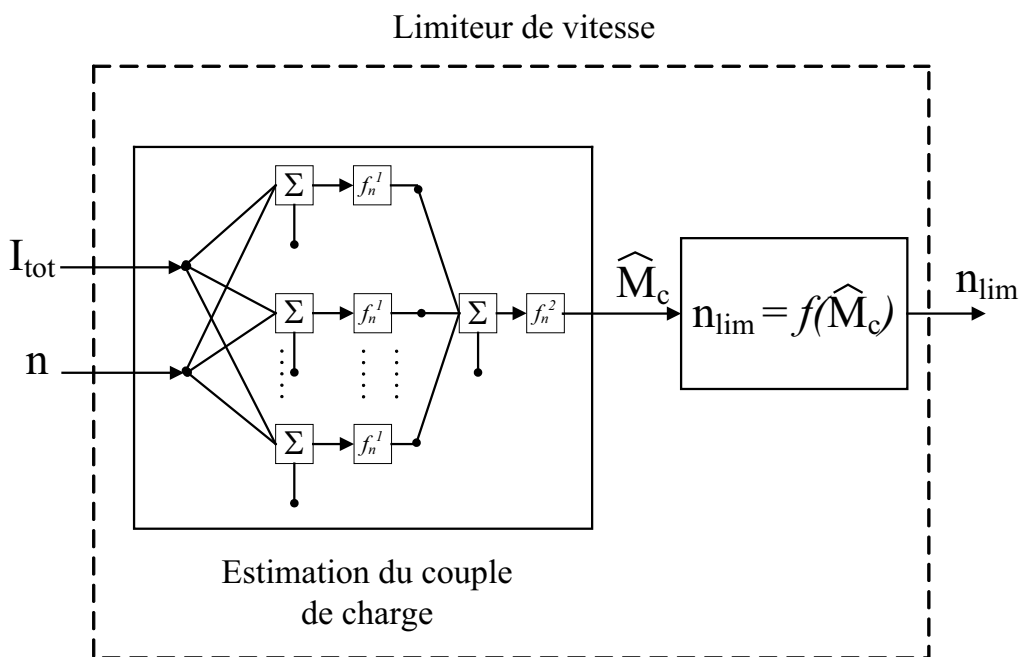 Limiteur de vitesse
Σ f_n^1
I_tot
n
Σ f_n^1
Σ f_n^2
Σ f_n^1
M̂_c
n_lim = f(M̂_c)
n_lim
Estimation du couple
de charge